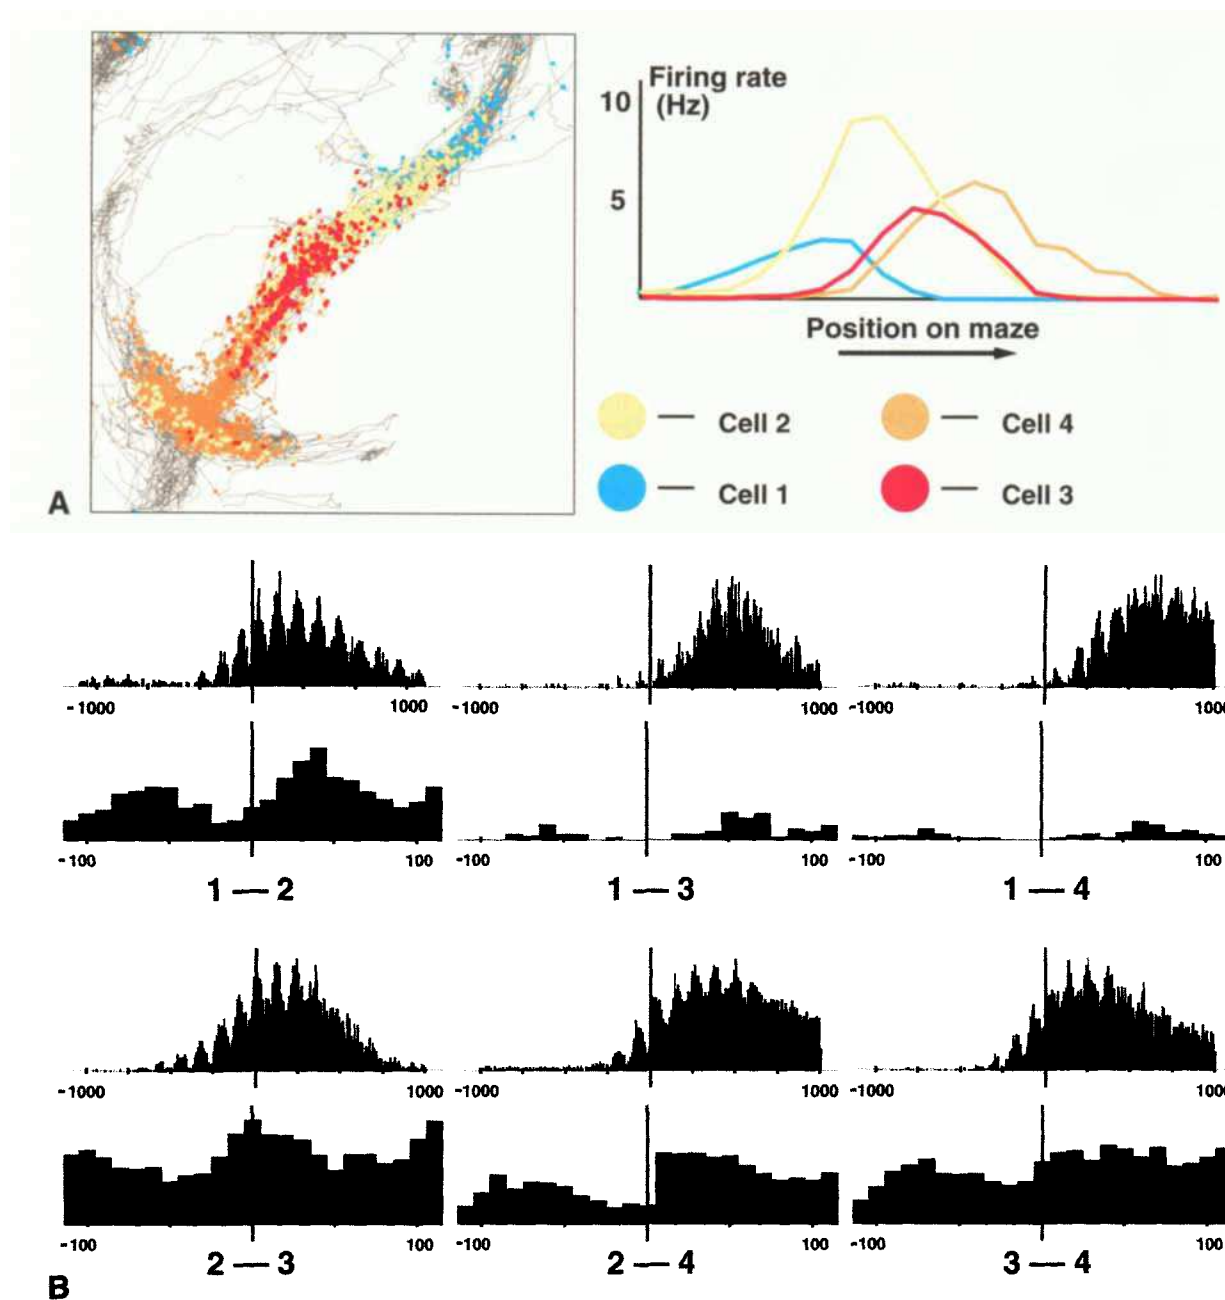 Firing rate
(Hz)
10
5
Position on maze
Cell 2
Cell 4
Cell 1
Cell 3
A
-1000 1000 -1000 1000 -1000 1000
-100 100 -100 100 -100 100
1 — 2 1 — 3 1 — 4
-1000 1000 -1000 1000 -1000 1000
-100 100 -100 100 -100 100
2 — 3 2 — 4 3 — 4
B